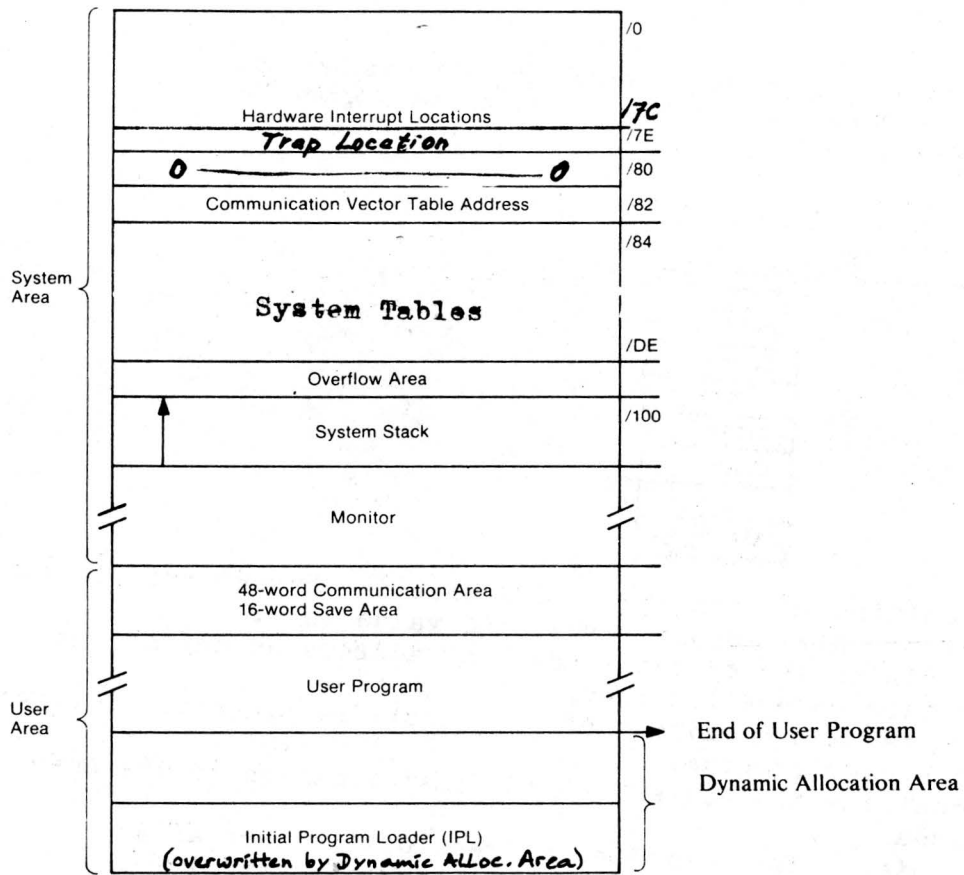 /0
Hardware Interrupt Locations /7C
Trap Location /7E
0 0 /80
Communication Vector Table Address /82
/84
System
Area
System Tables
/DE
Overflow Area
/100
System Stack
Monitor
48-word Communication Area
16-word Save Area
User Program
User
Area
End of User Program
Dynamic Allocation Area
Initial Program Loader (IPL)
(overwritten by Dynamic Alloc. Area)